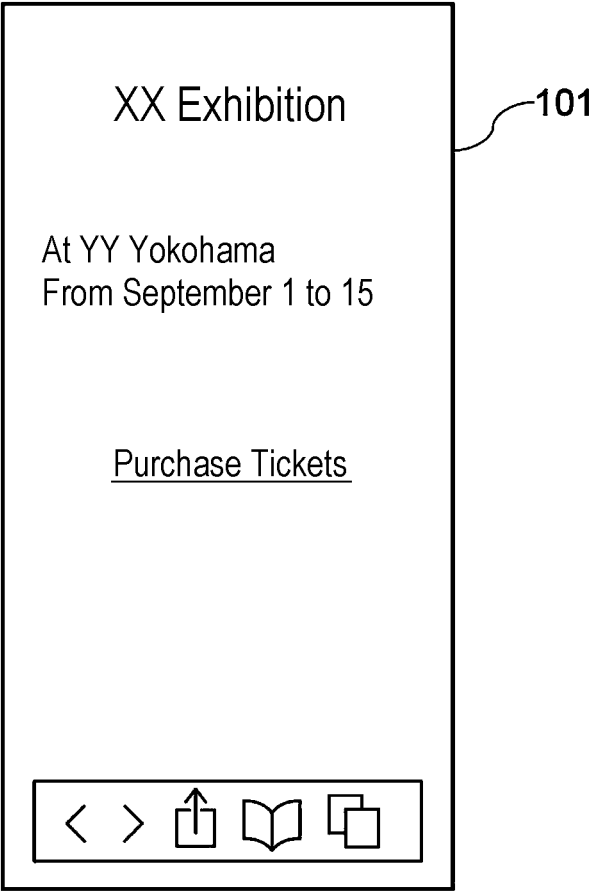 XX Exhibition
101
At YY Yokohama
From September 1 to 15
Purchase Tickets